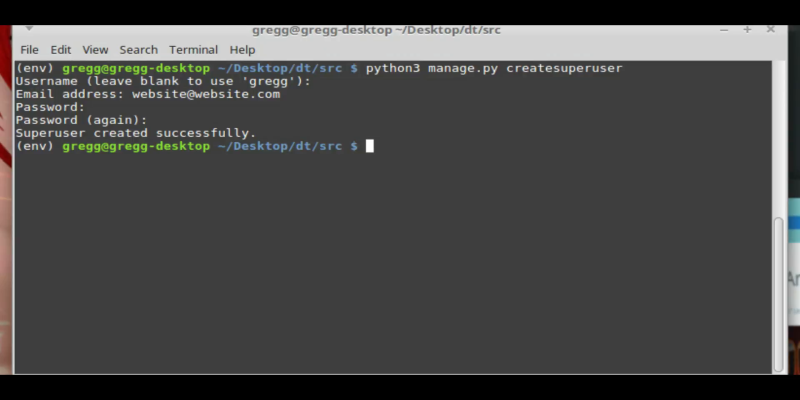 gregg@gregg-desktop ~/Desktop/dt/src
File Edit View Search Terminal Help
(env) gregg@gregg-desktop ~/Desktop/dt/src $ python3 manage.py createsuperuser
Username (leave blank to use 'gregg'):
Email address: website@website.com
Password:
Password (again):
Superuser created successfully.
(env) gregg@gregg-desktop ~/Desktop/dt/src $